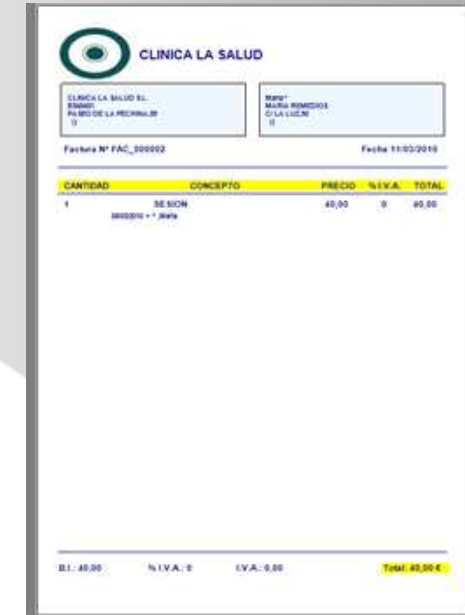 CLINICA LA SALUD
CLINICA LA SALUD SL.
PASEO DE LA PECHINA,
()
Maria*
MARIA REMEDIOS
C/ LA LUZ,
()
Factura Nº FAC_000002
Fecha 11/03/2010
CANTIDAD CONCEPTO PRECIO % I.V.A. TOTAL
1 SESION 40,00 0 40,00
B.I.: 40,00 % I.V.A.: 0 I.V.A.: 0,00 Total: 40,00 €